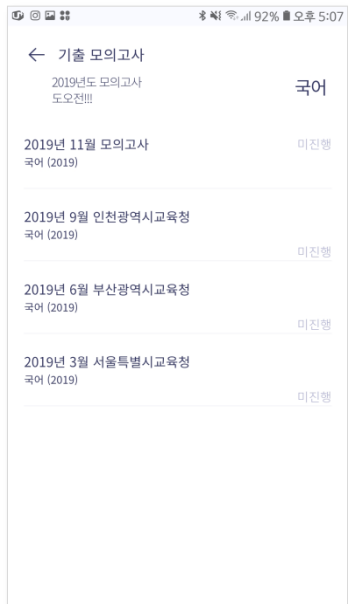 92% 오후 5:07
← 기출 모의고사
2019년도 모의고사
도오전!!!
국어
2019년 11월 모의고사
미진행
국어 (2019)
2019년 9월 인천광역시교육청
국어 (2019)
미진행
2019년 6월 부산광역시교육청
국어 (2019)
미진행
2019년 3월 서울특별시교육청
국어 (2019)
미진행